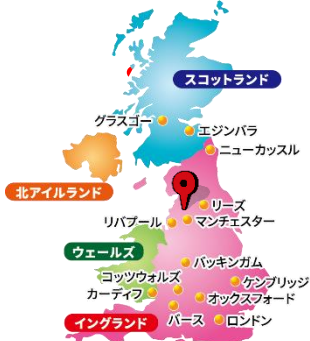 スコットランド
グラスゴー
エジンバラ
ニューカッスル
北アイルランド
リーズ
リバプール
マンチェスター
ウェールズ
バッキンガム
コッツウォルズ
ケンブリッジ
カーディフ
オックスフォード
イングランド
バース
ロンドン